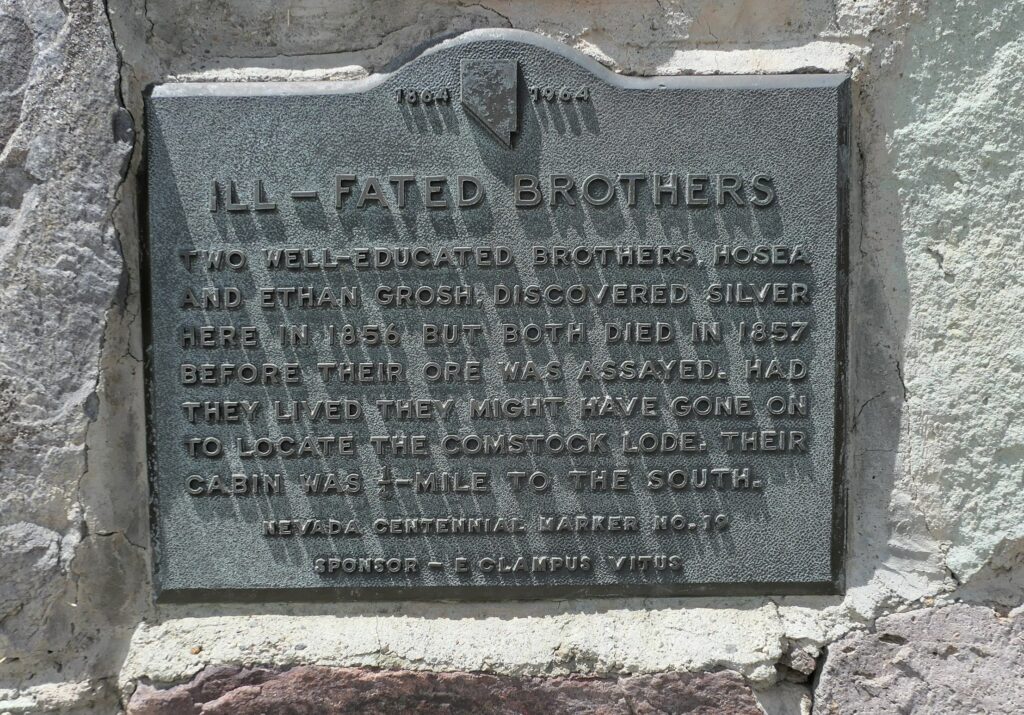 1864 1964
ILL-FATED BROTHERS
TWO WELL-EDUCATED BROTHERS, HOSEA
AND ETHAN GROSH, DISCOVERED SILVER
HERE IN 1856 BUT BOTH DIED IN 1857
BEFORE THEIR ORE WAS ASSAYED. HAD
THEY LIVED THEY MIGHT HAVE GONE ON
TO LOCATE THE COMSTOCK LODE. THEIR
CABIN WAS ¼-MILE TO THE SOUTH.
NEVADA CENTENNIAL MARKER NO. 19
SPONSOR - E CLAMPUS VITUS